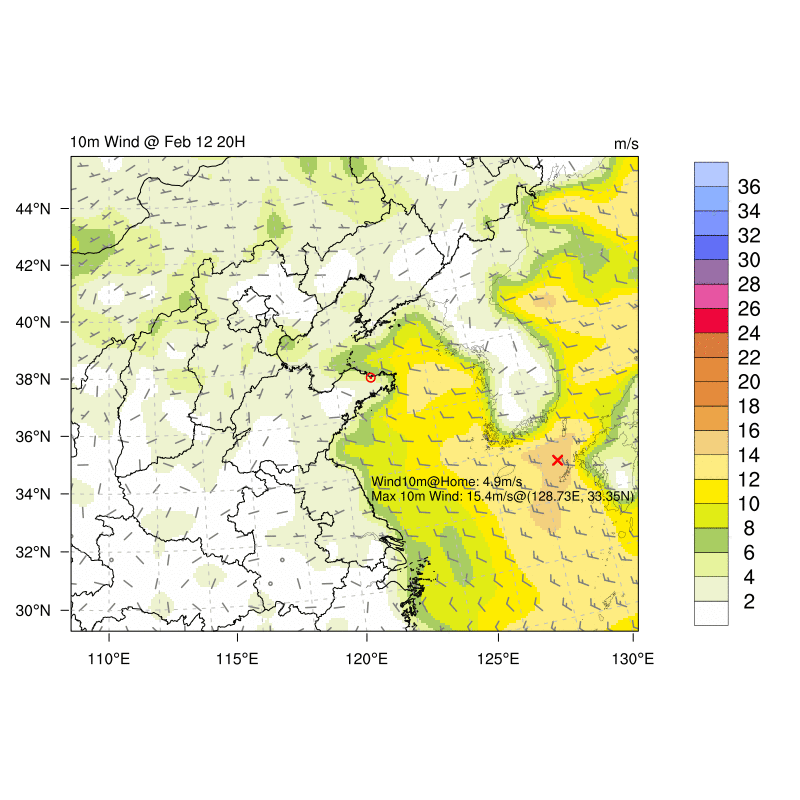 10m Wind @ Feb 12 20H
m/s
44°N
42°N
40°N
38°N
36°N
34°N
32°N
30°N
110°E
115°E
120°E
125°E
130°E
Wind10m@Home: 4.9m/s
Max 10m Wind: 15.4m/s@(128.73E, 33.35N)
36
34
32
30
28
26
24
22
20
18
16
14
12
10
8
6
4
2